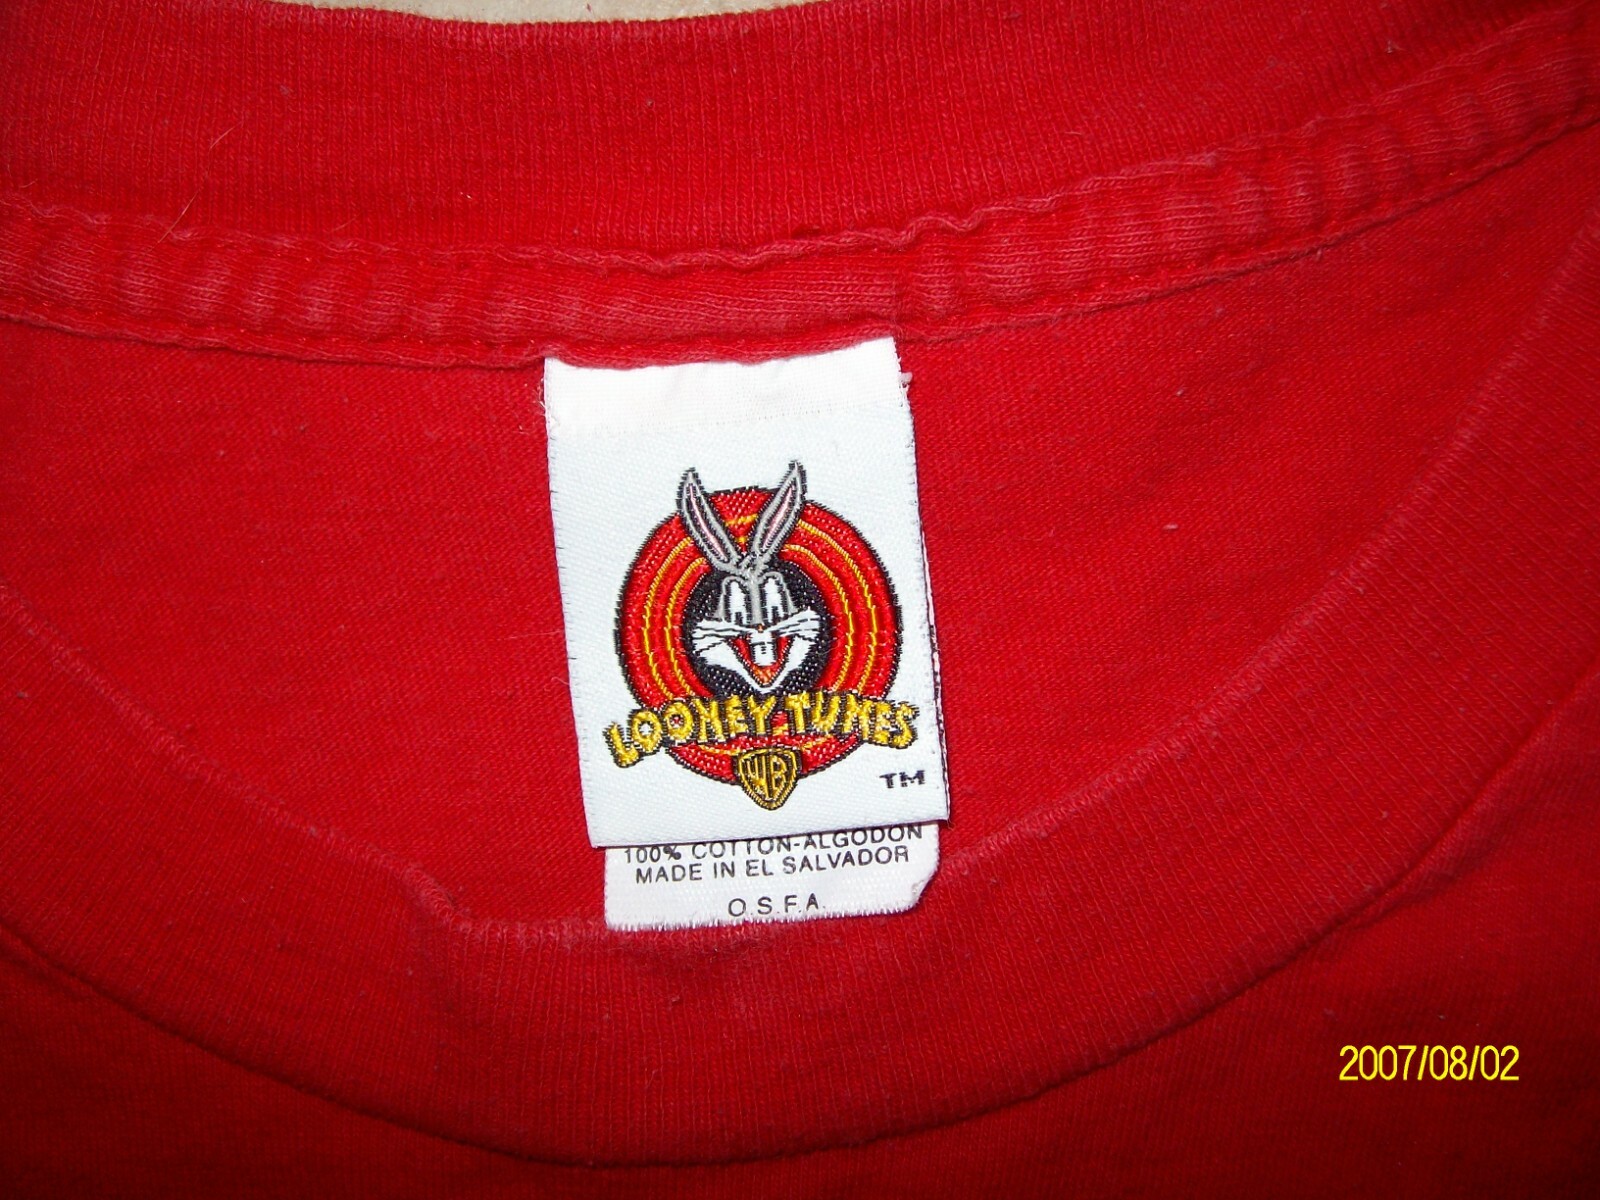 LOONEY TUNES
WB
TM
100% COTTON-ALGODON
MADE IN EL SALVADOR
O.S.F.A.
2007/08/02